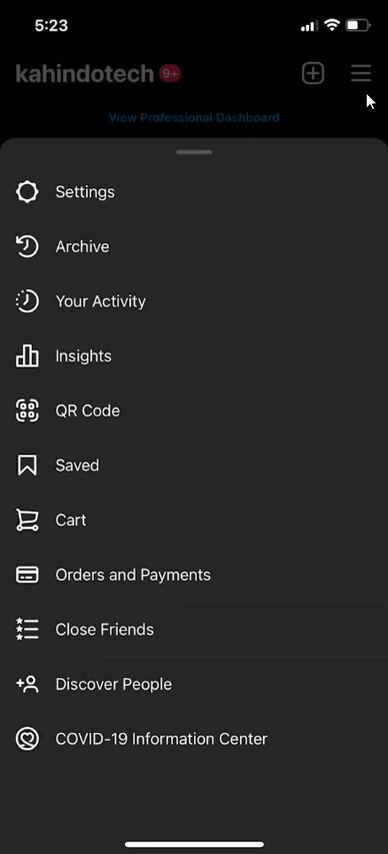 5:23
kahindotech 9+
View Professional Dashboard
Settings
Archive
Your Activity
Insights
QR Code
Saved
Cart
Orders and Payments
Close Friends
Discover People
COVID-19 Information Center